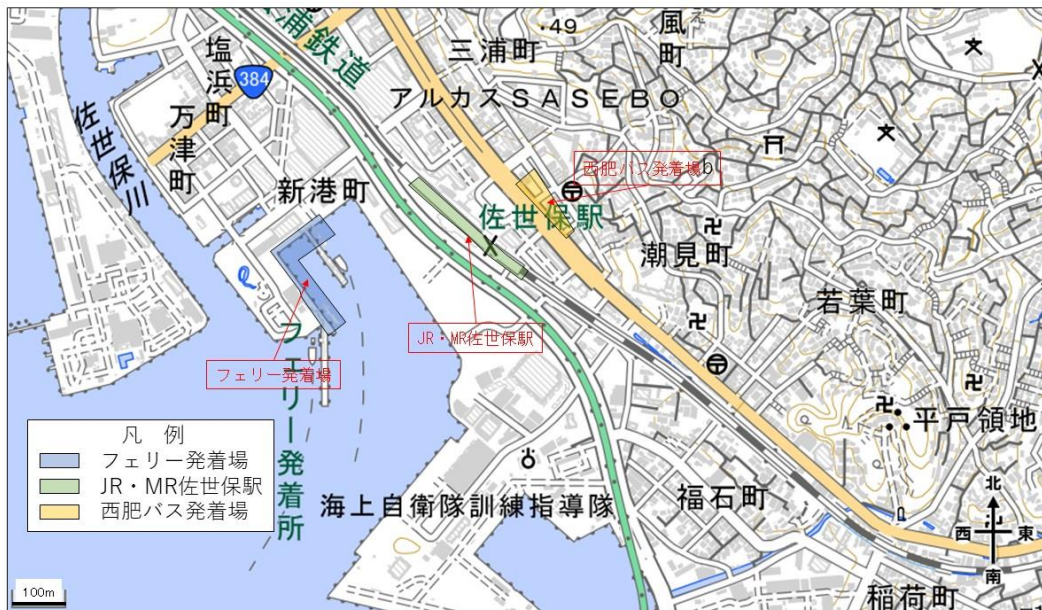 浦鉄道
塩浜町
384
三浦町
・49
風町
アルカスＳＡＳＥＢＯ
万津町
佐世保川
新港町
西肥バス発着場b
佐世保駅
潮見町
若葉町
JR・MR佐世保駅
フェリー発着場
フェリー発着所
平戸領地
凡　例
フェリー発着場
JR・MR佐世保駅
西肥バス発着場
海上自衛隊訓練指導隊
福石町
北
西
東
南
稲荷町
100m